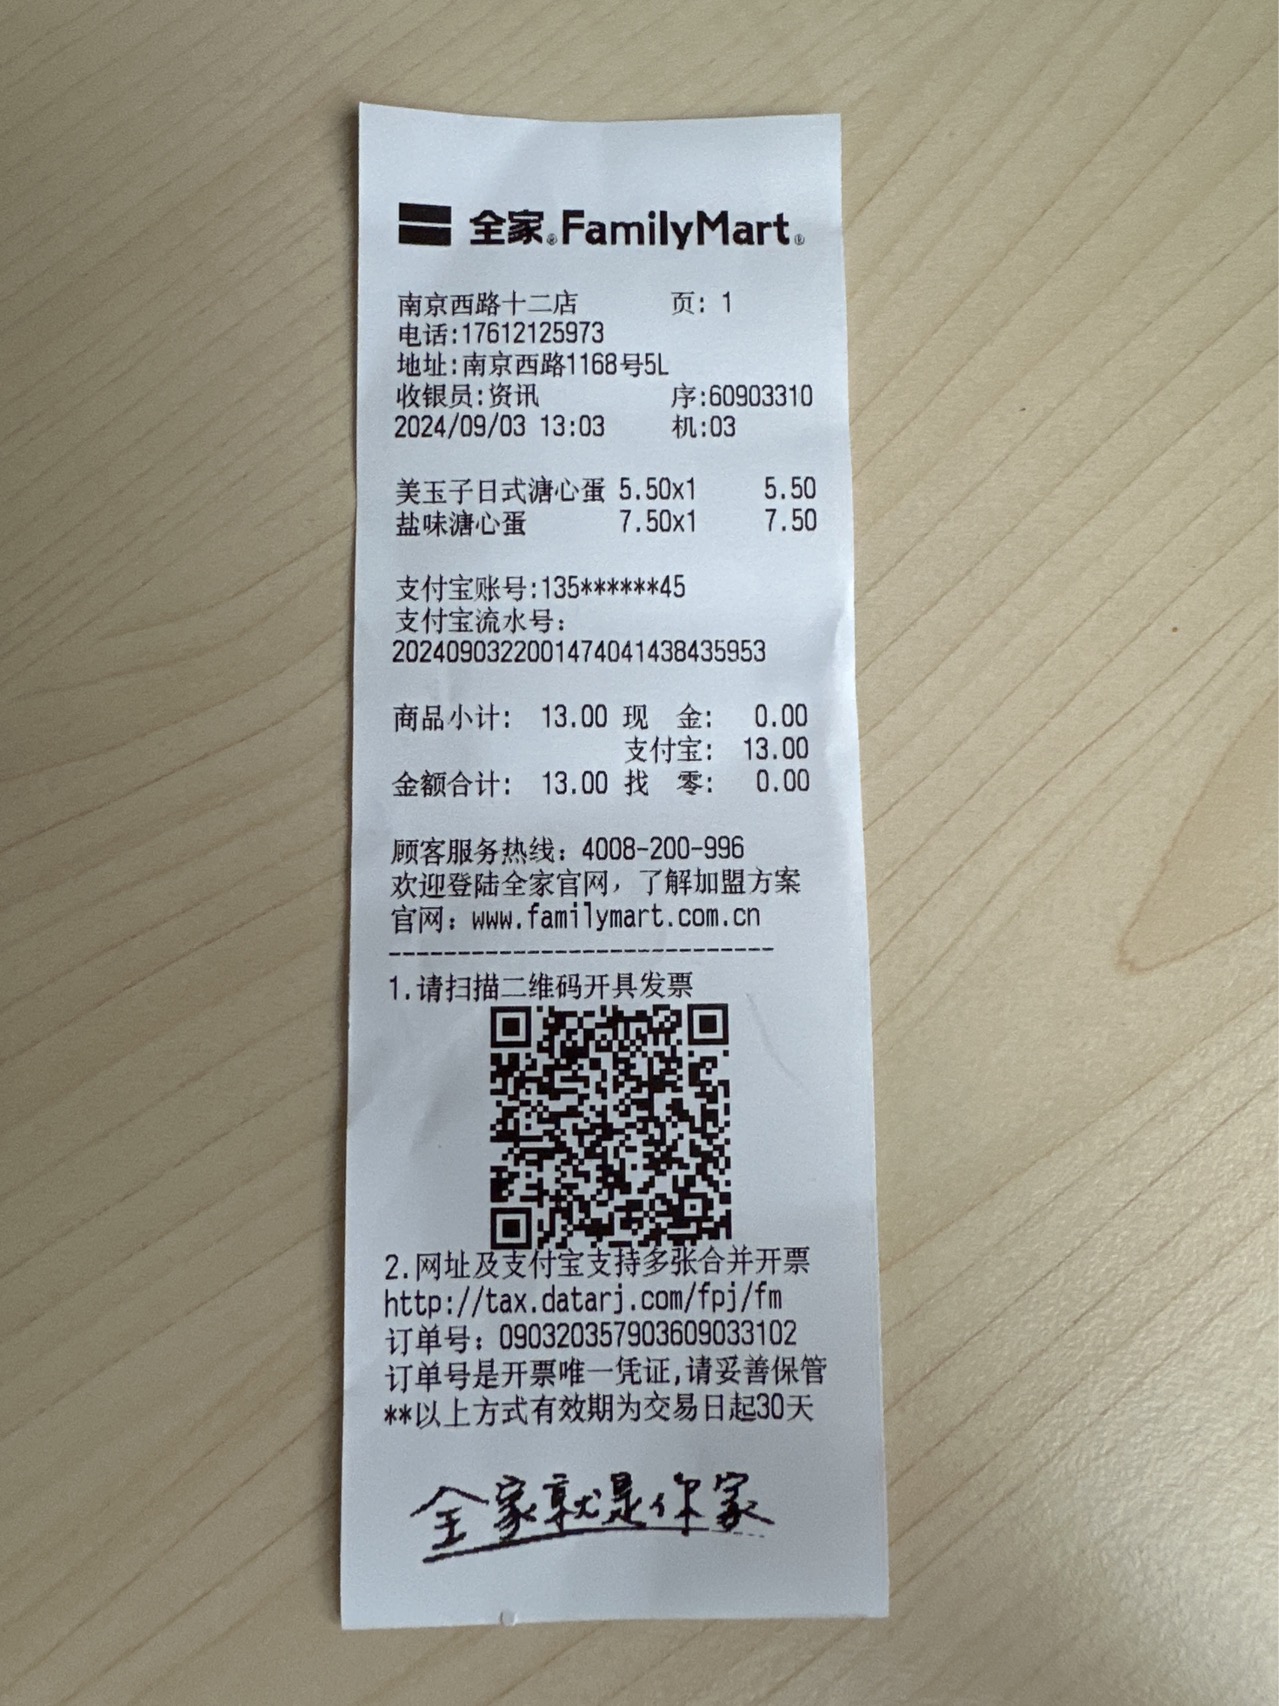 全家®FamilyMart®
南京西路十二店 页: 1
电话:17612125973
地址:南京西路1168号5L
收银员:资讯 序:60903310
2024/09/03 13:03 机:03
美玉子日式溏心蛋 5.50x1 5.50
盐味溏心蛋 7.50x1 7.50
支付宝账号:135******45
支付宝流水号:
2024090322001474041438435953
商品小计: 13.00 现 金: 0.00
支付宝: 13.00
金额合计: 13.00 找 零: 0.00
顾客服务热线: 4008-200-996
欢迎登陆全家官网，了解加盟方案
官网: www.familymart.com.cn
----------------------------
1.请扫描二维码开具发票
2.网址及支付宝支持多张合并开票
http://tax.datarj.com/fpj/fm
订单号: 090320357903609033102
订单号是开票唯一凭证,请妥善保管
**以上方式有效期为交易日起30天
全家就是你家